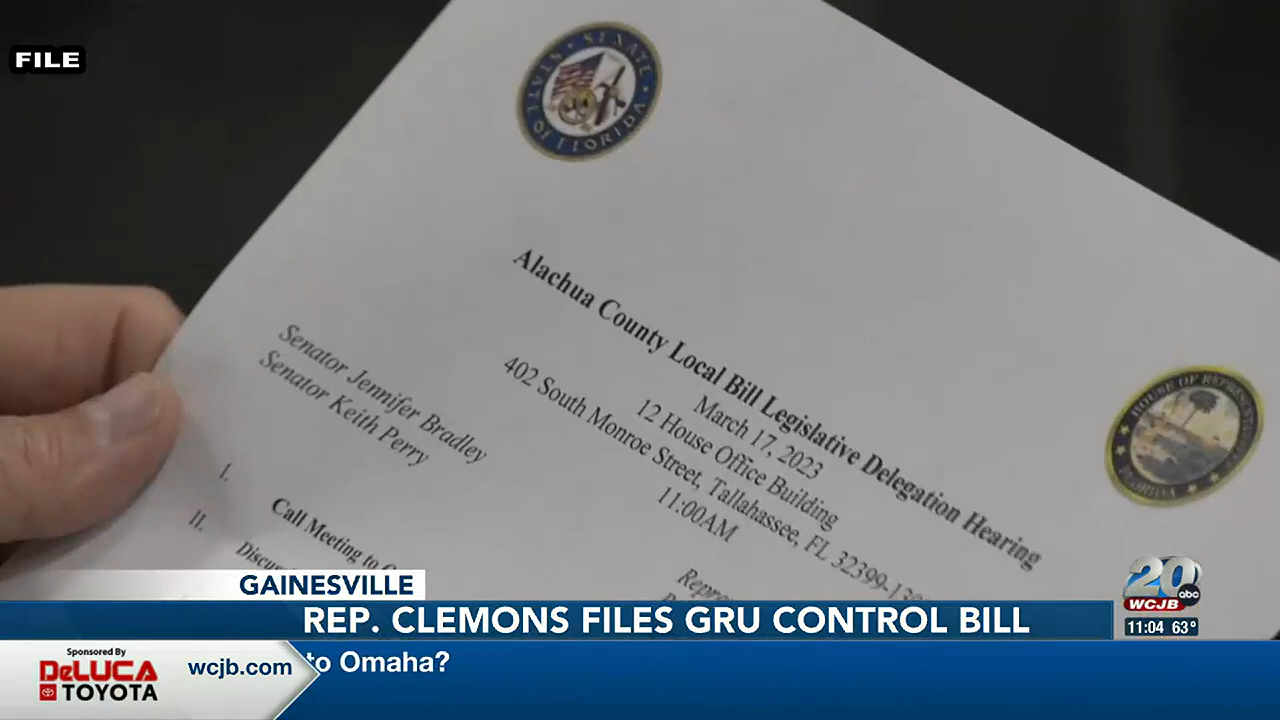 FILE
STATE OF FLORIDA
SENATE
Alachua County Local Bill Legislative Delegation Hearing
March 17, 2023
12 House Office Building
402 South Monroe Street, Tallahassee, FL 32399
11:00AM
HOUSE OF
FLORIDA
Senator Jennifer Bradley
Senator Keith Perry
I.
Call Meeting to
II.
GAINESVILLE
REP. CLEMONS FILES GRU CONTROL BILL
20
abc
WCJB
11:04 63°
Sponsored By
DeLUCA
TOYOTA
wcjb.com
to Omaha?